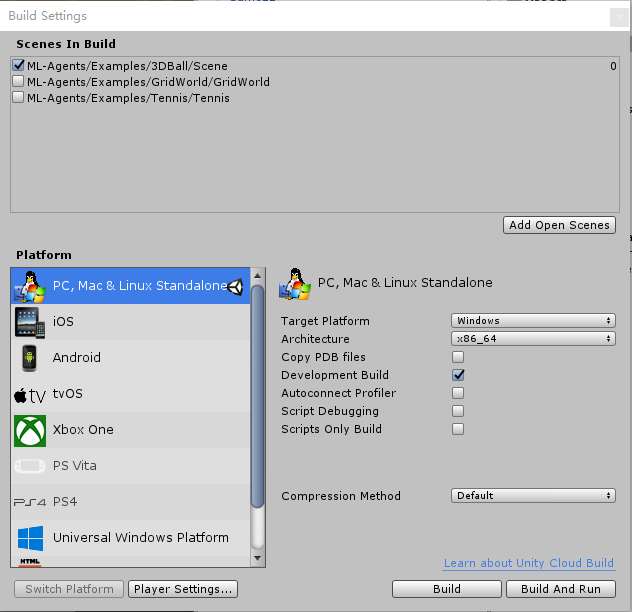 Build Settings
Scenes In Build
ML-Agents/Examples/3DBall/Scene 0
ML-Agents/Examples/GridWorld/GridWorld
ML-Agents/Examples/Tennis/Tennis
Add Open Scenes
Platform
PC, Mac & Linux Standalone
iOS
Android
tv
tvOS
Xbox One
PS Vita
PS4
PS4
Universal Windows Platform
HTML
PC, Mac & Linux Standalone
Target Platform Windows
Architecture x86_64
Copy PDB files
Development Build
Autoconnect Profiler
Script Debugging
Scripts Only Build
Compression Method Default
Learn about Unity Cloud Build
Switch Platform
Player Settings...
Build
Build And Run